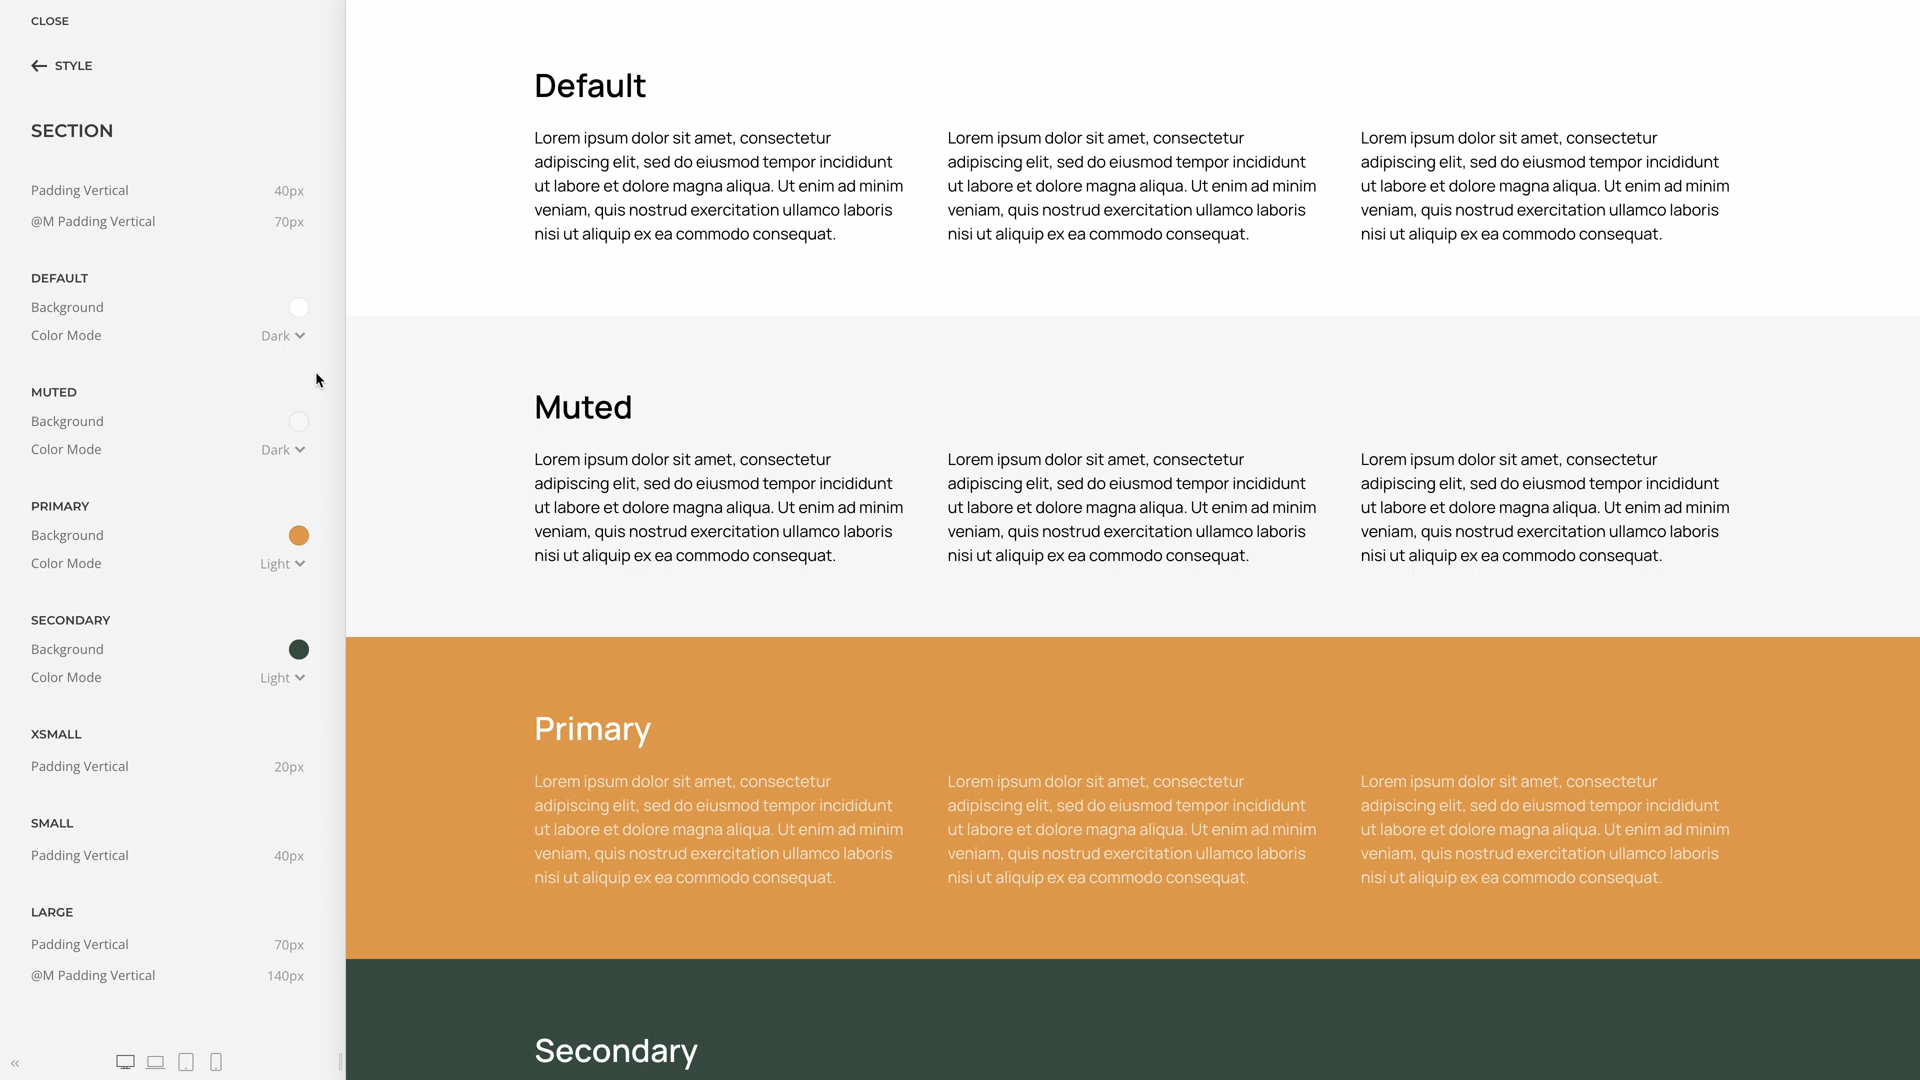 CLOSE
STYLE
SECTION
Padding Vertical 40px
@M Padding Vertical 70px
DEFAULT
Background
Color Mode Dark
MUTED
Background
Color Mode Dark
PRIMARY
Background
Color Mode Light
SECONDARY
Background
Color Mode Light
XSMALL
Padding Vertical 20px
SMALL
Padding Vertical 40px
LARGE
Padding Vertical 70px
@M Padding Vertical 140px
Default
Lorem ipsum dolor sit amet, consectetur
adipiscing elit, sed do eiusmod tempor incididunt
ut labore et dolore magna aliqua. Ut enim ad minim
veniam, quis nostrud exercitation ullamco laboris
nisi ut aliquip ex ea commodo consequat.
Lorem ipsum dolor sit amet, consectetur
adipiscing elit, sed do eiusmod tempor incididunt
ut labore et dolore magna aliqua. Ut enim ad minim
veniam, quis nostrud exercitation ullamco laboris
nisi ut aliquip ex ea commodo consequat.
Lorem ipsum dolor sit amet, consectetur
adipiscing elit, sed do eiusmod tempor incididunt
ut labore et dolore magna aliqua. Ut enim ad minim
veniam, quis nostrud exercitation ullamco laboris
nisi ut aliquip ex ea commodo consequat.
Muted
Lorem ipsum dolor sit amet, consectetur
adipiscing elit, sed do eiusmod tempor incididunt
ut labore et dolore magna aliqua. Ut enim ad minim
veniam, quis nostrud exercitation ullamco laboris
nisi ut aliquip ex ea commodo consequat.
Lorem ipsum dolor sit amet, consectetur
adipiscing elit, sed do eiusmod tempor incididunt
ut labore et dolore magna aliqua. Ut enim ad minim
veniam, quis nostrud exercitation ullamco laboris
nisi ut aliquip ex ea commodo consequat.
Lorem ipsum dolor sit amet, consectetur
adipiscing elit, sed do eiusmod tempor incididunt
ut labore et dolore magna aliqua. Ut enim ad minim
veniam, quis nostrud exercitation ullamco laboris
nisi ut aliquip ex ea commodo consequat.
Primary
Lorem ipsum dolor sit amet, consectetur
adipiscing elit, sed do eiusmod tempor incididunt
ut labore et dolore magna aliqua. Ut enim ad minim
veniam, quis nostrud exercitation ullamco laboris
nisi ut aliquip ex ea commodo consequat.
Lorem ipsum dolor sit amet, consectetur
adipiscing elit, sed do eiusmod tempor incididunt
ut labore et dolore magna aliqua. Ut enim ad minim
veniam, quis nostrud exercitation ullamco laboris
nisi ut aliquip ex ea commodo consequat.
Lorem ipsum dolor sit amet, consectetur
adipiscing elit, sed do eiusmod tempor incididunt
ut labore et dolore magna aliqua. Ut enim ad minim
veniam, quis nostrud exercitation ullamco laboris
nisi ut aliquip ex ea commodo consequat.
Secondary